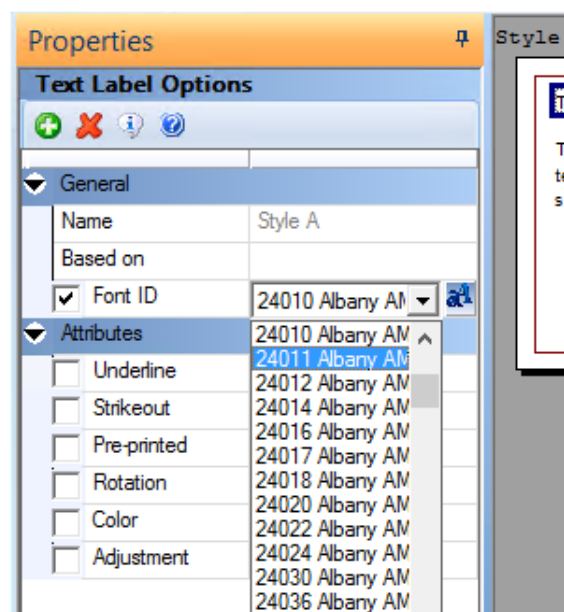 Properties
Style
Text Label Options
General
Name Style A
Based on
Font ID 24010 Albany AM
Attributes
24010 Albany AM
24011 Albany AM
Underline
24012 Albany AM
Strikeout
24014 Albany AM
24016 Albany AM
Pre-printed
24017 Albany AM
Rotation
24018 Albany AM
24020 Albany AM
Color
24022 Albany AM
Adjustment
24024 Albany AM
24030 Albany AM
24036 Albany AM